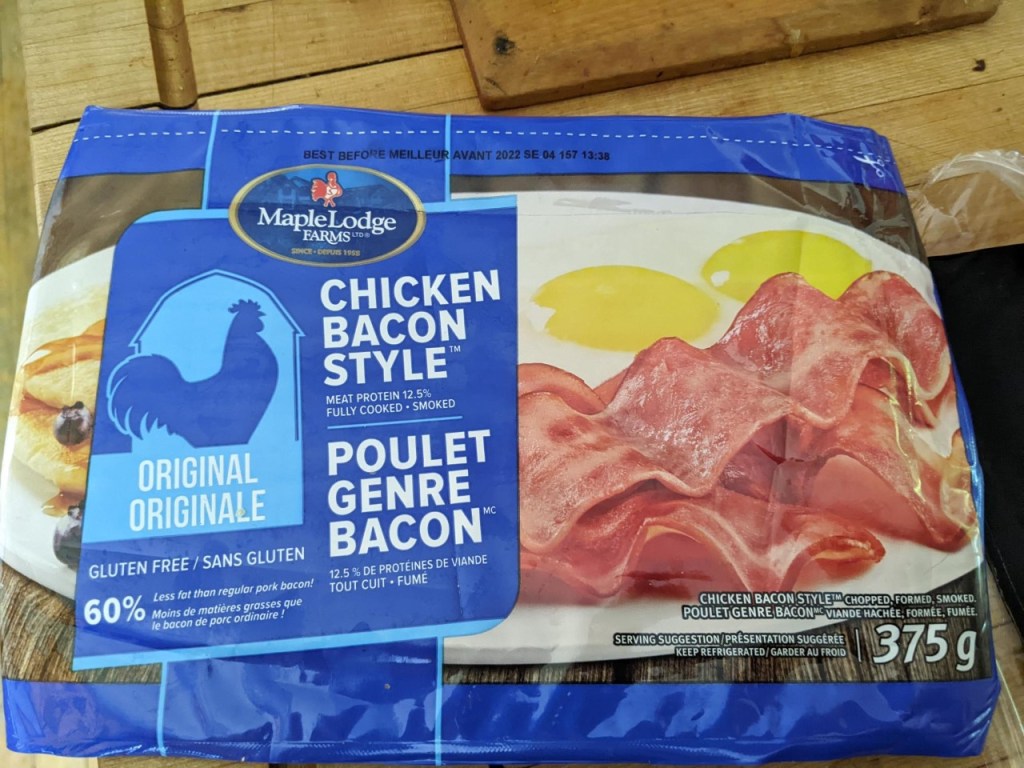 BEST BEFORE MEILLEUR AVANT 2022 SE 04 157 13:38
Maple Lodge
FARMS LTD®
SINCE • DEPUIS 1955
CHICKEN
BACON
STYLE™
MEAT PROTEIN 12.5%
FULLY COOKED • SMOKED
POULET
GENRE
BACON MC
12.5 % DE PROTÉINES DE VIANDE
TOUT CUIT • FUMÉ
ORIGINAL
ORIGINALE
GLUTEN FREE / SANS GLUTEN
60% Less fat than regular pork bacon!
Moins de matières grasses que
le bacon de porc ordinaire !
CHICKEN BACON STYLE™ CHOPPED, FORMED, SMOKED.
POULET GENRE BACON MC VIANDE HACHÉE, FORMÉE, FUMÉE.
SERVING SUGGESTION/PRÉSENTATION SUGGÉRÉE
KEEP REFRIGERATED/GARDER AU FROID
375 g